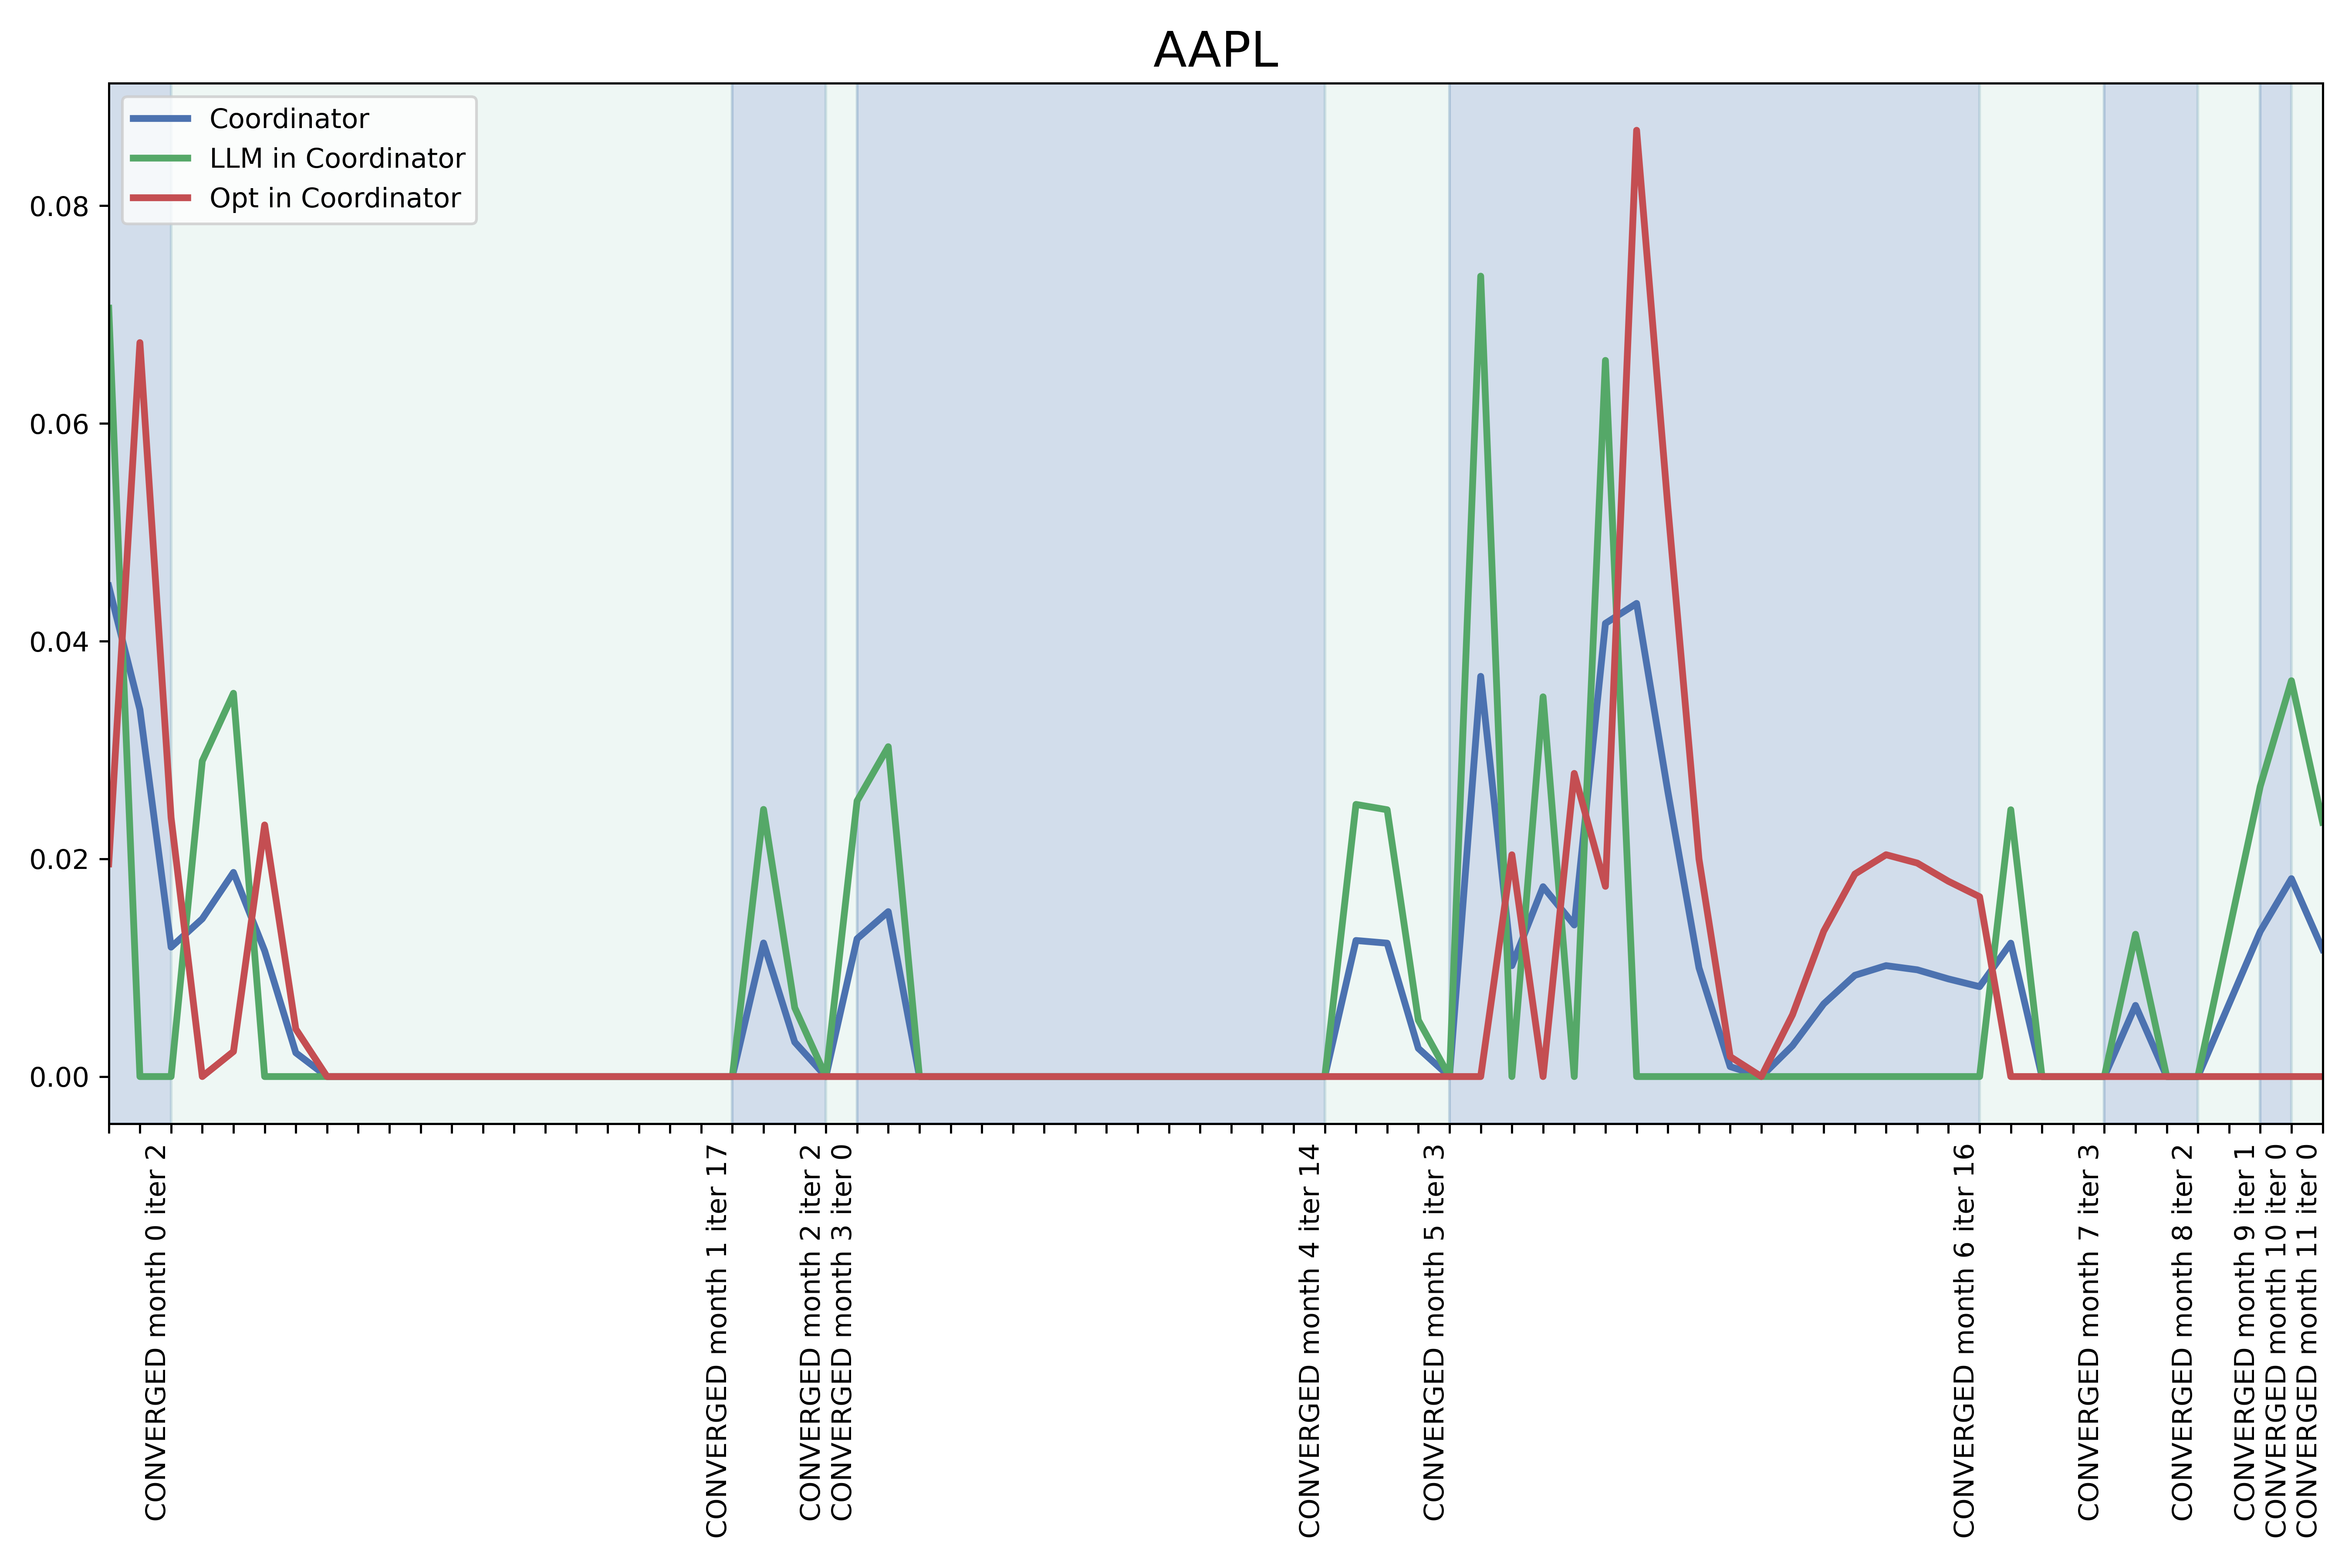 AAPL
Coordinator
LLM in Coordinator
Opt in Coordinator
0.08
0.06
0.04
0.02
0.00
CONVERGED month 0 iter 2
CONVERGED month 1 iter 17
CONVERGED month 2 iter 2
CONVERGED month 3 iter 0
CONVERGED month 4 iter 14
CONVERGED month 5 iter 3
CONVERGED month 6 iter 16
CONVERGED month 7 iter 3
CONVERGED month 8 iter 2
CONVERGED month 9 iter 1
CONVERGED month 10 iter 0
CONVERGED month 11 iter 0